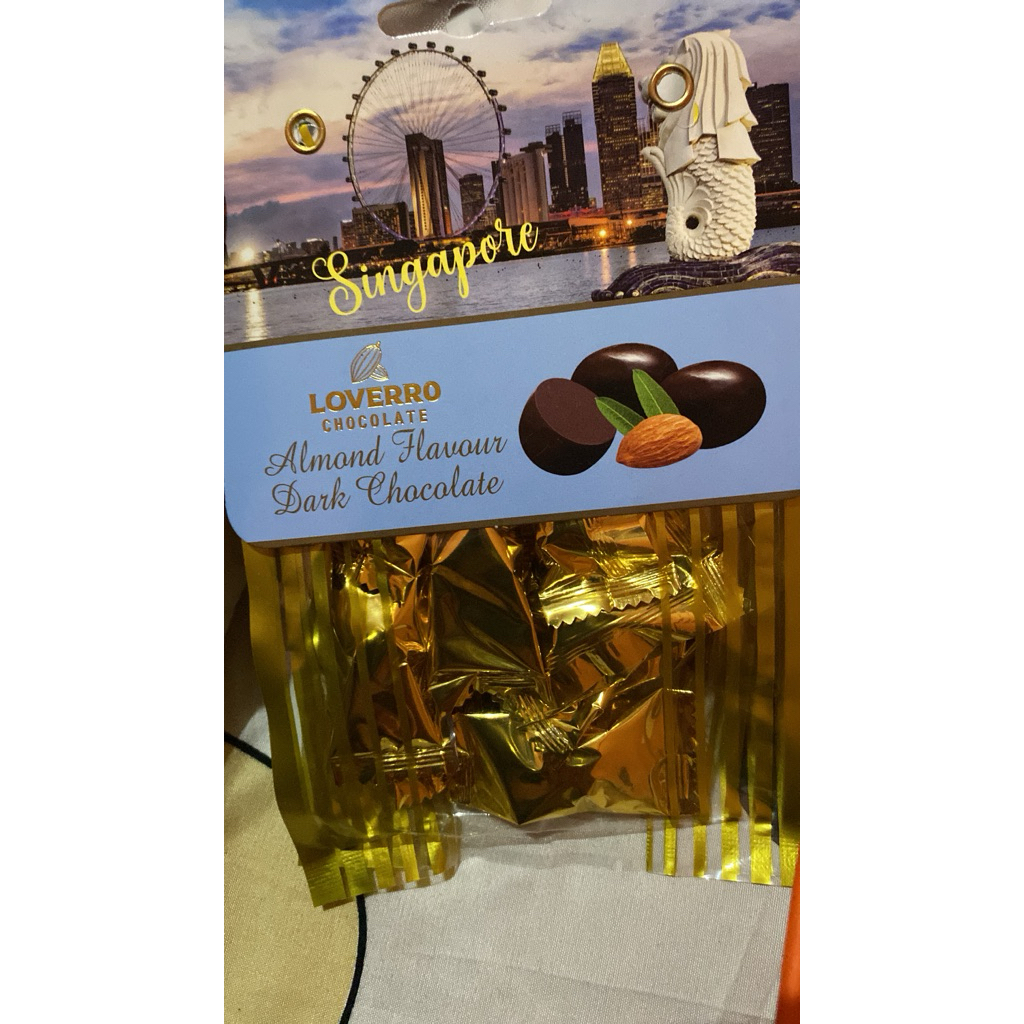 Singapore
LOVERRO
CHOCOLATE
Almond Flavour
Dark Chocolate